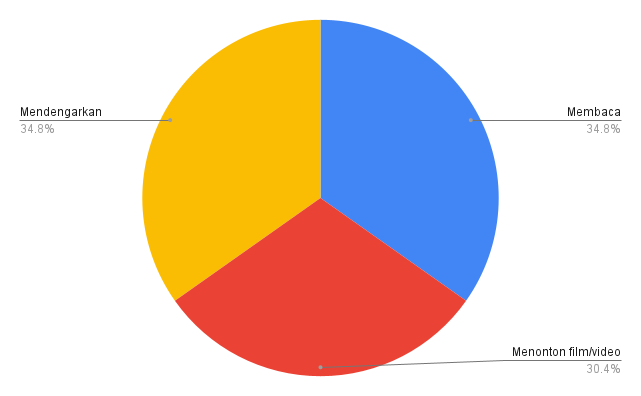 Mendengarkan
34.8%
Membaca
34.8%
Menonton film/video
30.4%